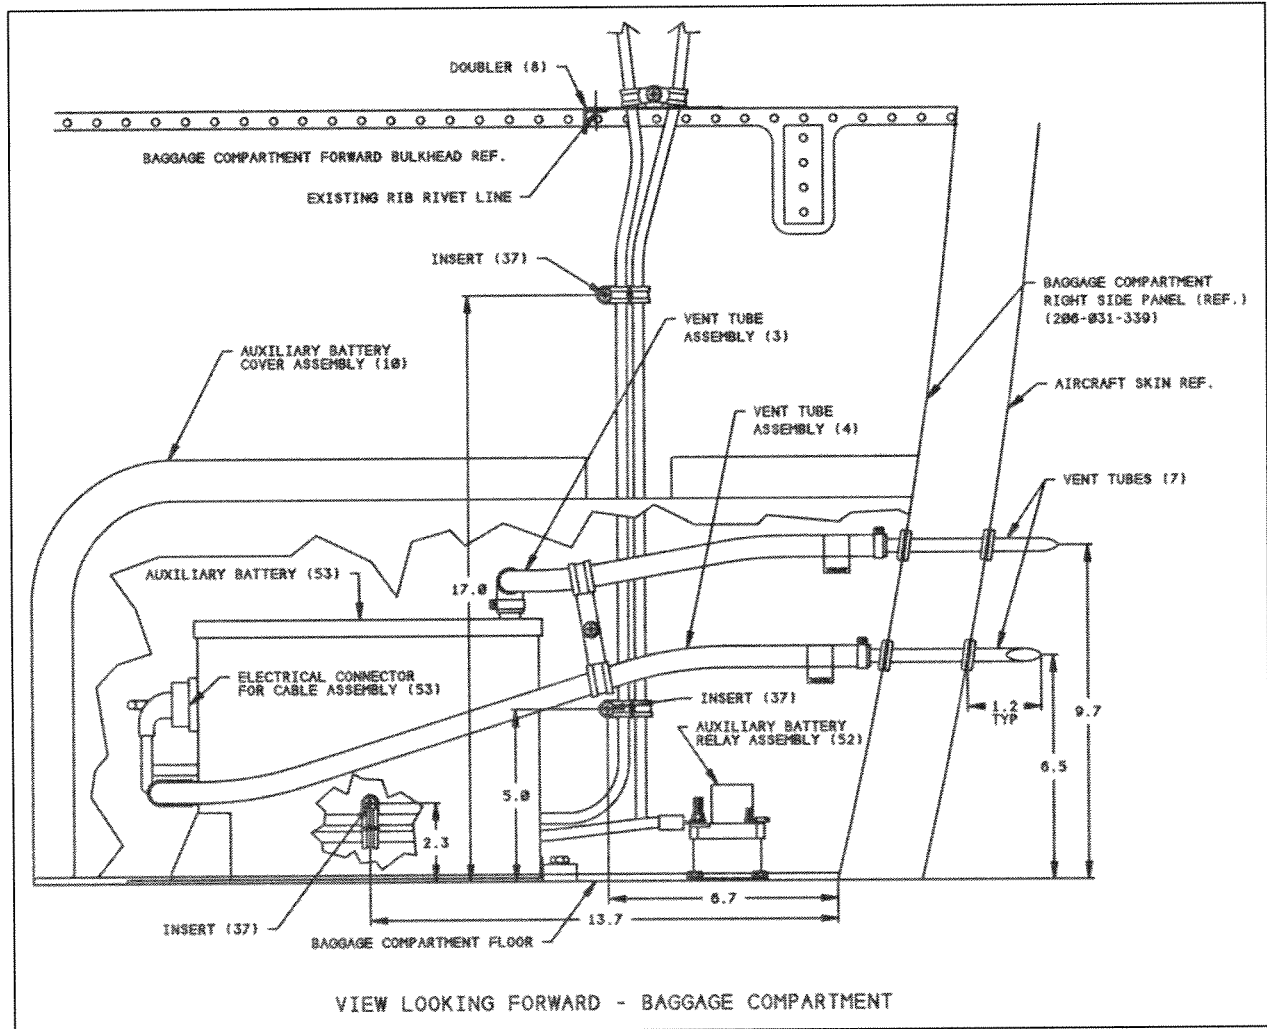 DOUBLER (8)
BAGGAGE COMPARTMENT FORWARD BULKHEAD REF.
EXISTING RIB RIVET LINE
INSERT (37)
BAGGAGE COMPARTMENT
RIGHT SIDE PANEL (REF.)
(206-031-339)
VENT TUBE
ASSEMBLY (3)
AUXILIARY BATTERY
COVER ASSEMBLY (10)
AIRCRAFT SKIN REF.
VENT TUBE
ASSEMBLY (4)
VENT TUBES (7)
AUXILIARY BATTERY (53)
17.0
ELECTRICAL CONNECTOR
FOR CABLE ASSEMBLY (53)
INSERT (37)
1.2
TYP
9.7
AUXILIARY BATTERY
RELAY ASSEMBLY (52)
6.5
5.0
2.3
6.7
13.7
INSERT (37)
BAGGAGE COMPARTMENT FLOOR
VIEW LOOKING FORWARD - BAGGAGE COMPARTMENT